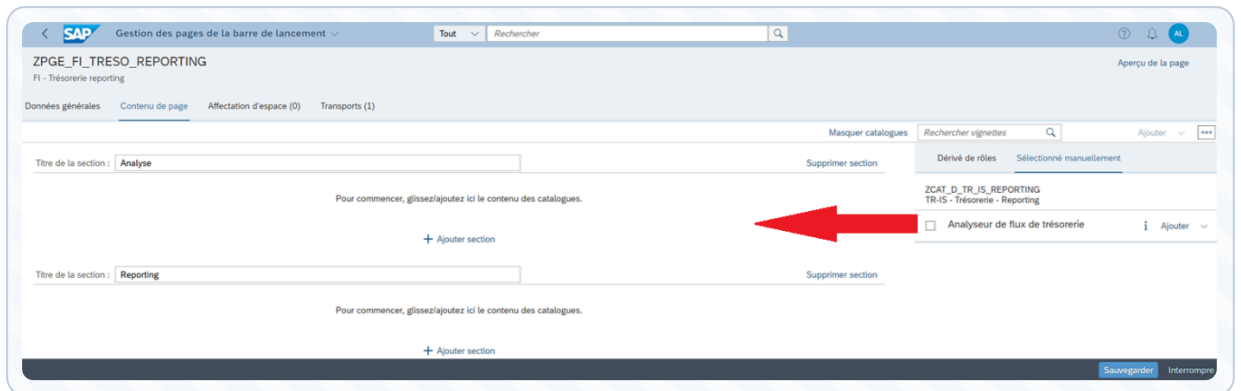 SAP Gestion des pages de la barre de lancement Tout Rechercher AL
ZPGE_FI_TRESO_REPORTING
FI - Trésorerie reporting
Aperçu de la page
Données générales Contenu de page Affectation d'espace (0) Transports (1)
Masquer catalogues Rechercher vignettes Ajouter
Titre de la section : Analyse Supprimer section
Dérivé de rôles Sélectionné manuellement
Pour commencer, glissez/ajoutez ici le contenu des catalogues.
ZCAT_D_TR_IS_REPORTING
TR-IS - Trésorerie - Reporting
Analyseur de flux de trésorerie i Ajouter
+ Ajouter section
Titre de la section : Reporting Supprimer section
Pour commencer, glissez/ajoutez ici le contenu des catalogues.
+ Ajouter section
Sauvegarder Interrompre